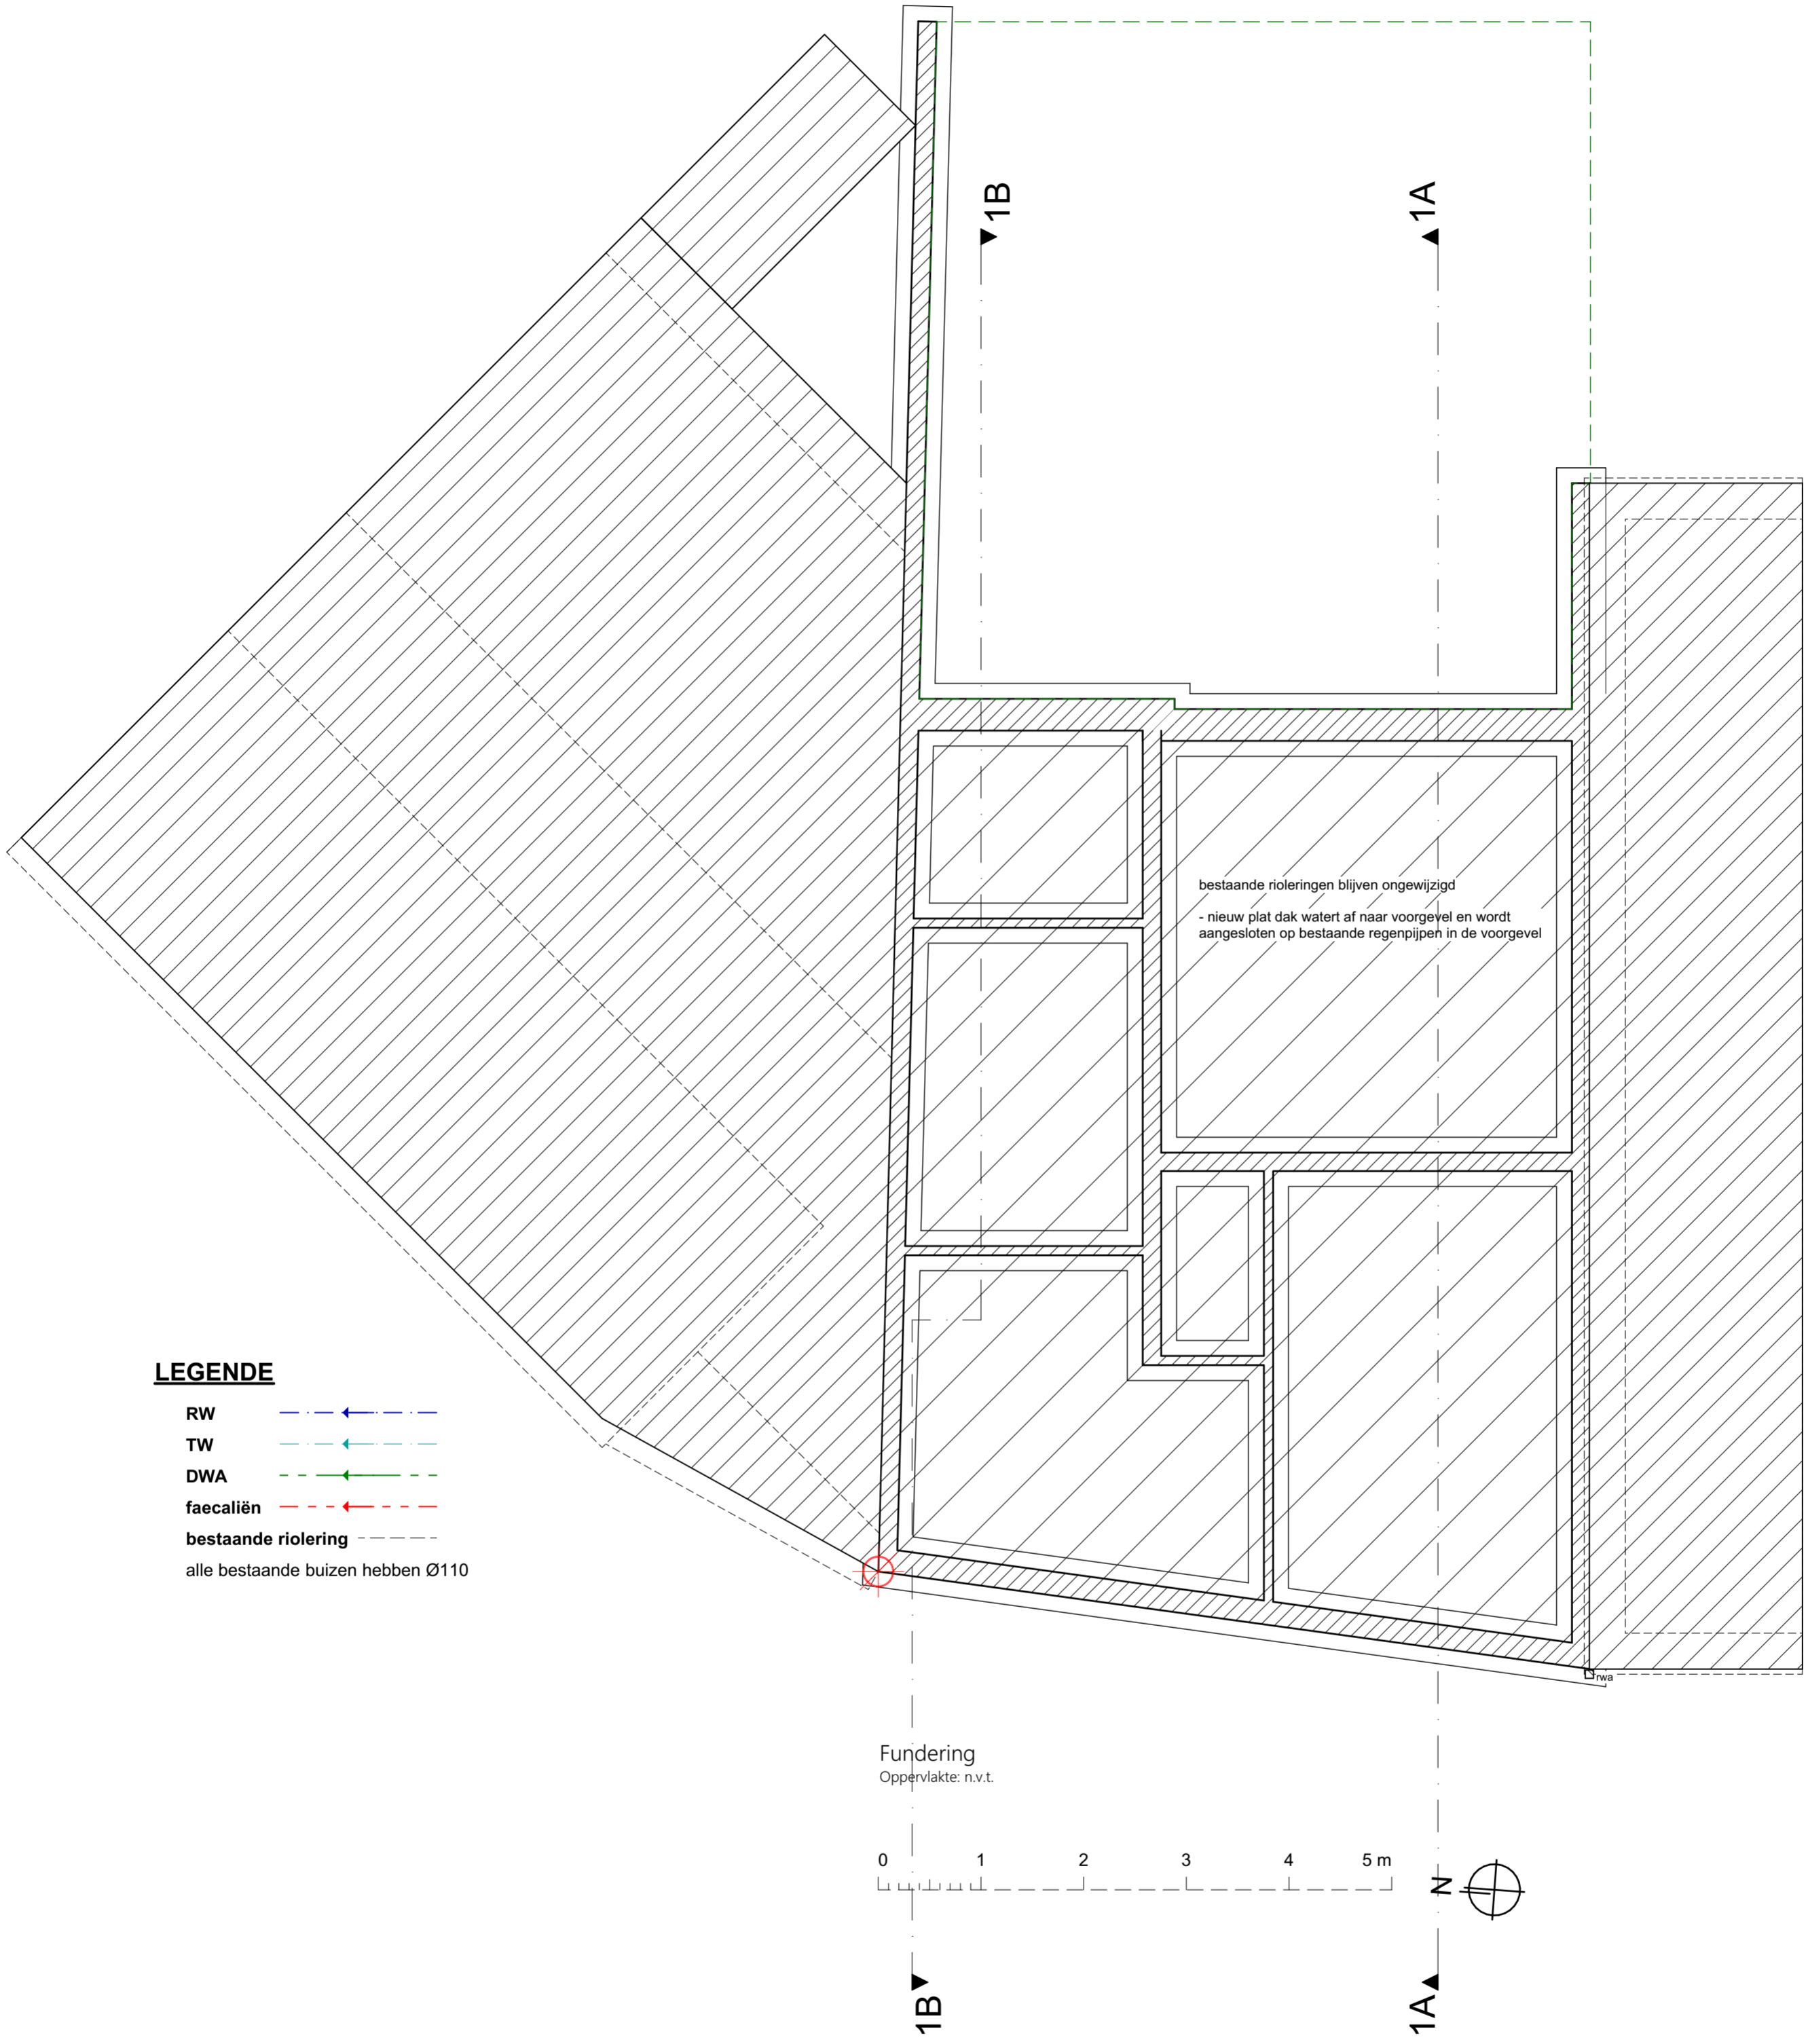 1B
1A
bestaande rioleringen blijven ongewijzigd
- nieuw plat dak watert af naar voorgevel en wordt
aangesloten op bestaande regenpijpen in de voorgevel
LEGENDE
RW
TW
DWA
faecaliën
bestaande riolering
alle bestaande buizen hebben Ø110
rwa
Fundering
Oppervlakte: n.v.t.
0 1 2 3 4 5 m
N
1B
1A